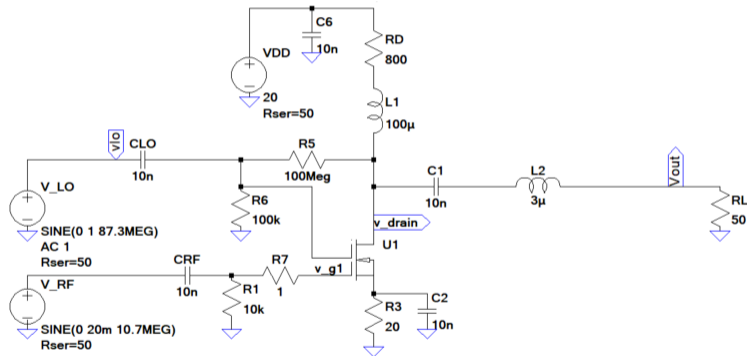 C6
10n
RD
800
VDD
20
Rser=50
L1
100µ
vlo
CLO
10n
R5
100Meg
C1
10n
L2
3µ
Vout
RL
50
V_LO
SINE(0 1 87.3MEG)
AC 1
Rser=50
R6
100k
v_drain
U1
V_RF
SINE(0 20m 10.7MEG)
Rser=50
CRF
10n
R7
1
v_g1
R1
10k
R3
20
C2
10n